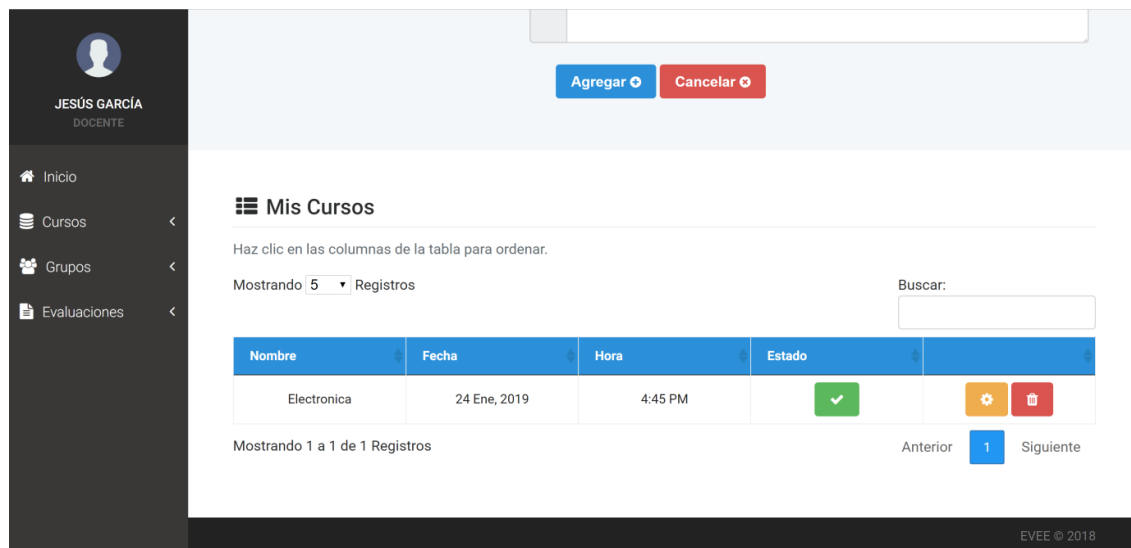 Agregar
Cancelar
JESÚS GARCÍA
DOCENTE
Inicio
Cursos
Grupos
Evaluaciones
Mis Cursos
Haz clic en las columnas de la tabla para ordenar.
Mostrando 5 Registros
Buscar:
Nombre Fecha Hora Estado
Electronica 24 Ene, 2019 4:45 PM
Mostrando 1 a 1 de 1 Registros
Anterior 1 Siguiente
EVEE © 2018